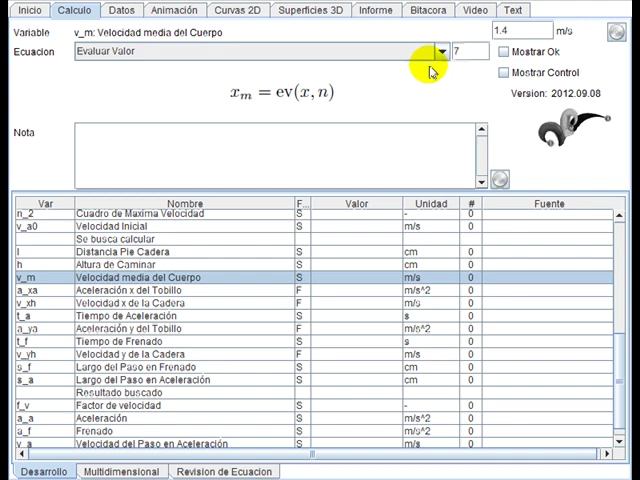 Inicio Calculo Datos Animación Curvas 2D Superficies 3D Informe Bitacora Video Text
Variable v_m: Velocidad media del Cuerpo 1.4 m/s
Ecuacion Evaluar Valor 7 Mostrar Ok
Mostrar Control
x_m = ev(x, n)
Version: 2012.09.08
Nota
Var Nombre F... Valor Unidad # Fuente
n_2 Cuadro de Maxima Velocidad S - 0
v_a0 Velocidad Inicial S m/s 0
Se busca calcular
l Distancia Pie Cadera S cm 0
h Altura de Caminar S cm 0
v_m Velocidad media del Cuerpo S m/s 0
a_xa Aceleración x del Tobillo F m/s^2 0
v_xh Velocidad x de la Cadera F m/s 0
t_a Tiempo de Aceleración S s 0
a_ya Aceleración y del Tobillo F m/s^2 0
t_f Tiempo de Frenado S s 0
v_yh Velocidad y de la Cadera F m/s 0
s_f Largo del Paso en Frenado S cm 0
s_a Largo del Paso en Aceleración S cm 0
Resultado buscado
f_v Factor de velocidad S - 0
a_a Aceleración S m/s^2 0
a_f Frenado S m/s^2 0
v_a Velocidad del Paso en Aceleración S m/s 0
Desarrollo Multidimensional Revision de Ecuacion